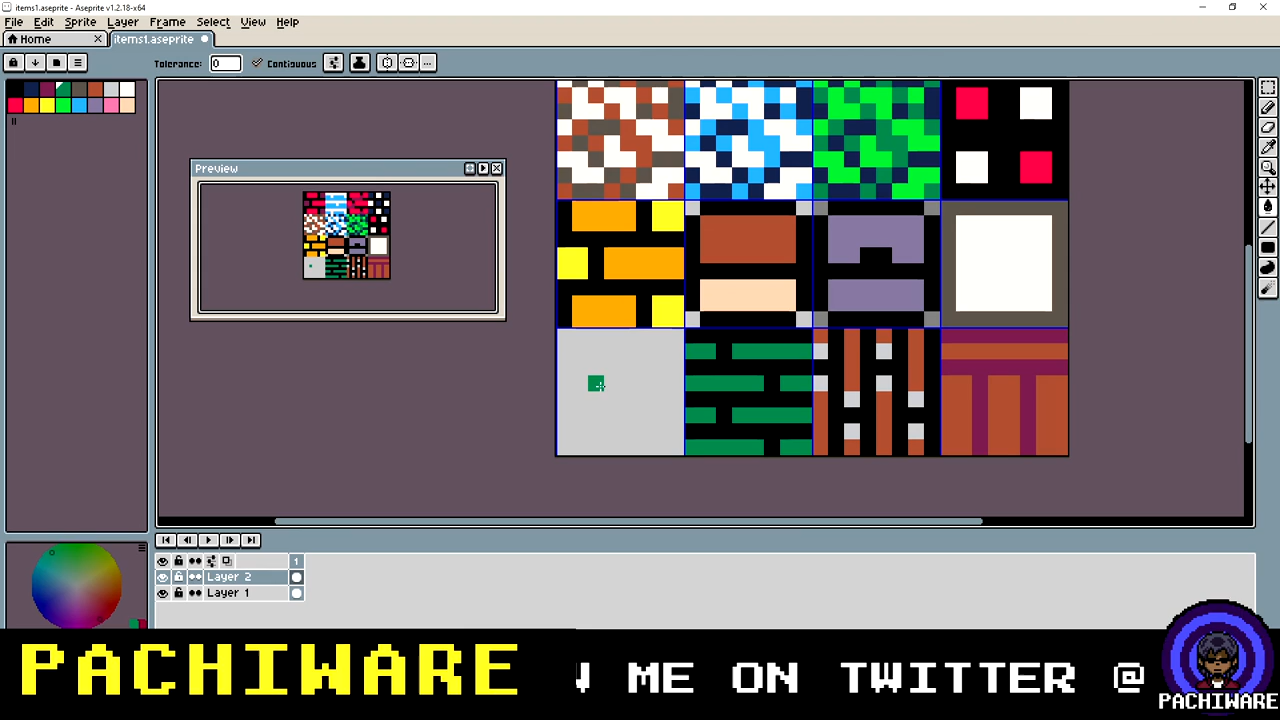 items1.aseprite - Aseprite v1.2.18-x64
File Edit Sprite Layer Frame Select View Help
Home items1.aseprite
Tolerance: 0 Contiguous
Preview
1
Layer 2
Layer 1
PACHIWARE
ME ON TWITTER @
PACHIWARE